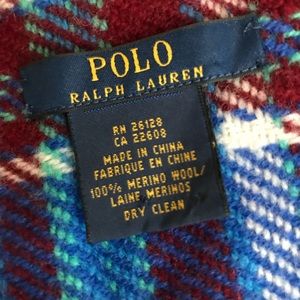 POLO
RALPH LAUREN
RN 26128
CA 22608
MADE IN CHINA
FABRIQUE EN CHINE
100% MERINO WOOL/
LAINE MERINOS
DRY CLEAN